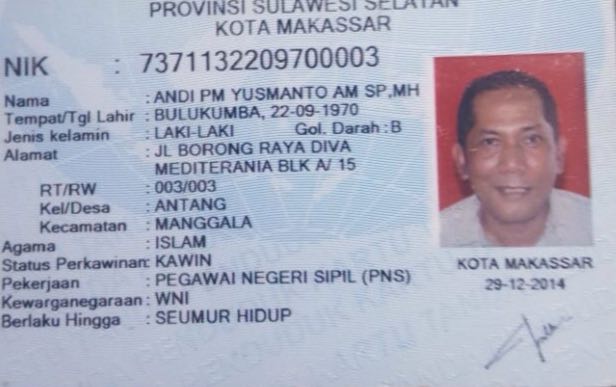 PROVINSI SULAWESI SELATAN
KOTA MAKASSAR
NIK : 7371132209700003
Nama : ANDI PM YUSMANTO AM SP,MH
Tempat/Tgl Lahir : BULUKUMBA, 22-09-1970
Jenis kelamin : LAKI-LAKI Gol. Darah : B
Alamat : JL BORONG RAYA DIVA
MEDITERANIA BLK A/ 15
RT/RW : 003/003
Kel/Desa : ANTANG
Kecamatan : MANGGALA
Agama : ISLAM
Status Perkawinan: KAWIN
Pekerjaan : PEGAWAI NEGERI SIPIL (PNS)
Kewarganegaraan : WNI
Berlaku Hingga : SEUMUR HIDUP
KOTA MAKASSAR
29-12-2014